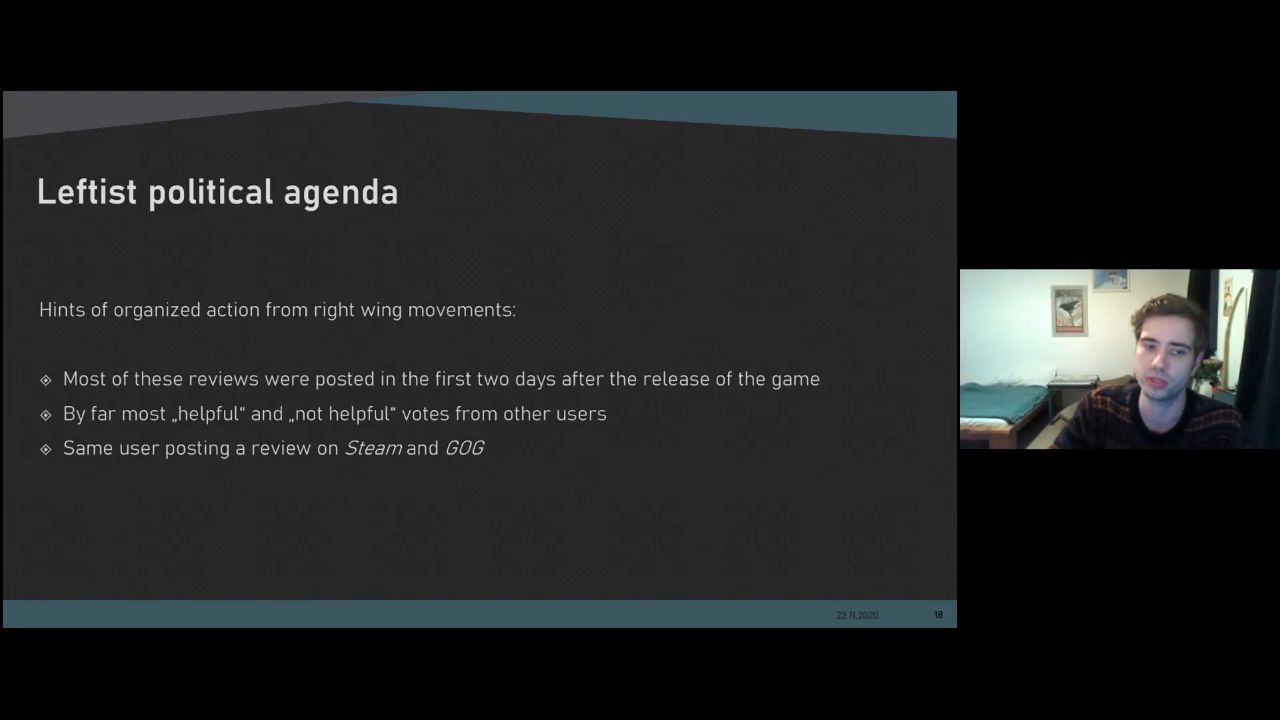 Leftist political agenda
Hints of organized action from right wing movements:
Most of these reviews were posted in the first two days after the release of the game
By far most „helpful“ and „not helpful“ votes from other users
Same user posting a review on Steam and GOG
22.11.2020
18